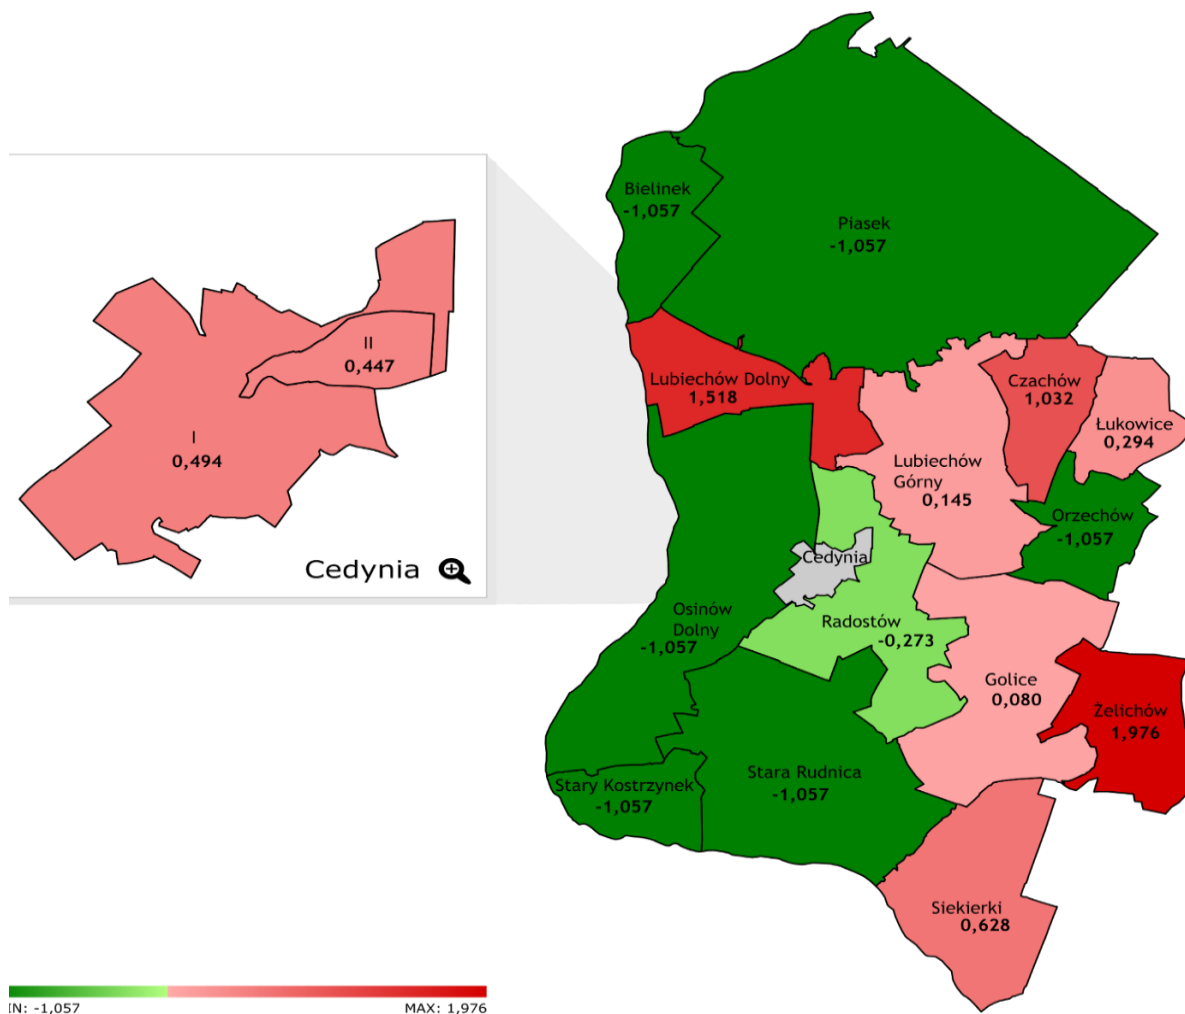 Bielinek
-1,057
Piasek
-1,057
II
0,447
Lubiechów Dolny
1,518
Czachów
1,032
Łukowice
0,294
I
0,494
Lubiechów
Górny
0,145
Orzechów
-1,057
Cedynia
Cedynia
Osinów
Dolny
-1,057
Radostów
-0,273
Golice
0,080
Żelichów
1,976
Stary Kostrzynek
-1,057
Stara Rudnica
-1,057
Siekierki
0,628
IN: -1,057
MAX: 1,976